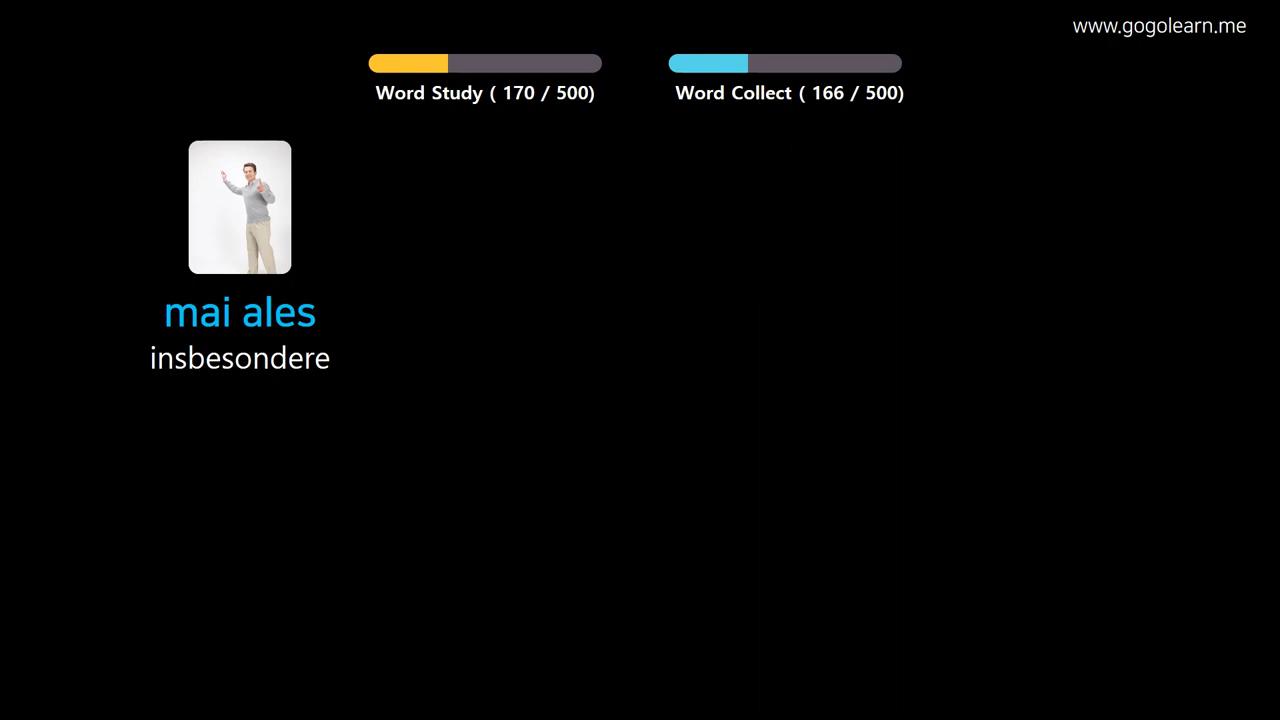 www.gogolearn.me
Word Study ( 170 / 500)
Word Collect ( 166 / 500)
mai ales
insbesondere